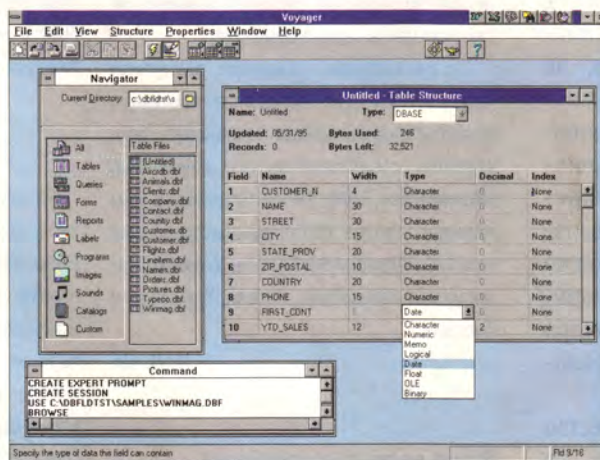 Voyager
File Edit View Structure Properties Window Help
Navigator
Current Directory: c:\dbfldtst\s
All
Tables
Queries
Forms
Reports
Labels
Programs
Images
Sounds
Catalogs
Custom
Table Files
(Untitled)
Aircdb.dbf
Animals.dbf
Clients.dbf
Company.dbf
Contact.dbf
Country.dbf
Customer.db
Customer.dbf
Flights.dbf
Lineitem.dbf
Names.dbf
Orders.dbf
Pictures.dbf
Winmag.dbf
Untitled - Table Structure
Name: Untitled Type: DBASE
Updated: 05/31/95 Bytes Used: 246
Records: 0 Bytes Left: 32,521
Field Name Width Type Decimal Index
1 CUSTOMER_N 4 Character 0 None
2 NAME 30 Character 0 None
3 STREET 30 Character 0 None
4 CITY 15 Character 0 None
5 STATE_PROV 20 Character 0 None
6 ZIP_POSTAL 10 Character 0 None
7 COUNTRY 20 Character 0 None
8 PHONE 15 Character 0 None
9 FIRST_CONT 8 Date 0 None
10 YTD_SALES 12 2 None
Character
Numeric
Memo
Logical
Date
Float
OLE
Binary
Command
CREATE EXPERT PROMPT
CREATE SESSION
USE C:\DBFLDTST\SAMPLES\WINMAG.DBF
BROWSE
Specify the type of data the field can contain Fld 9/16